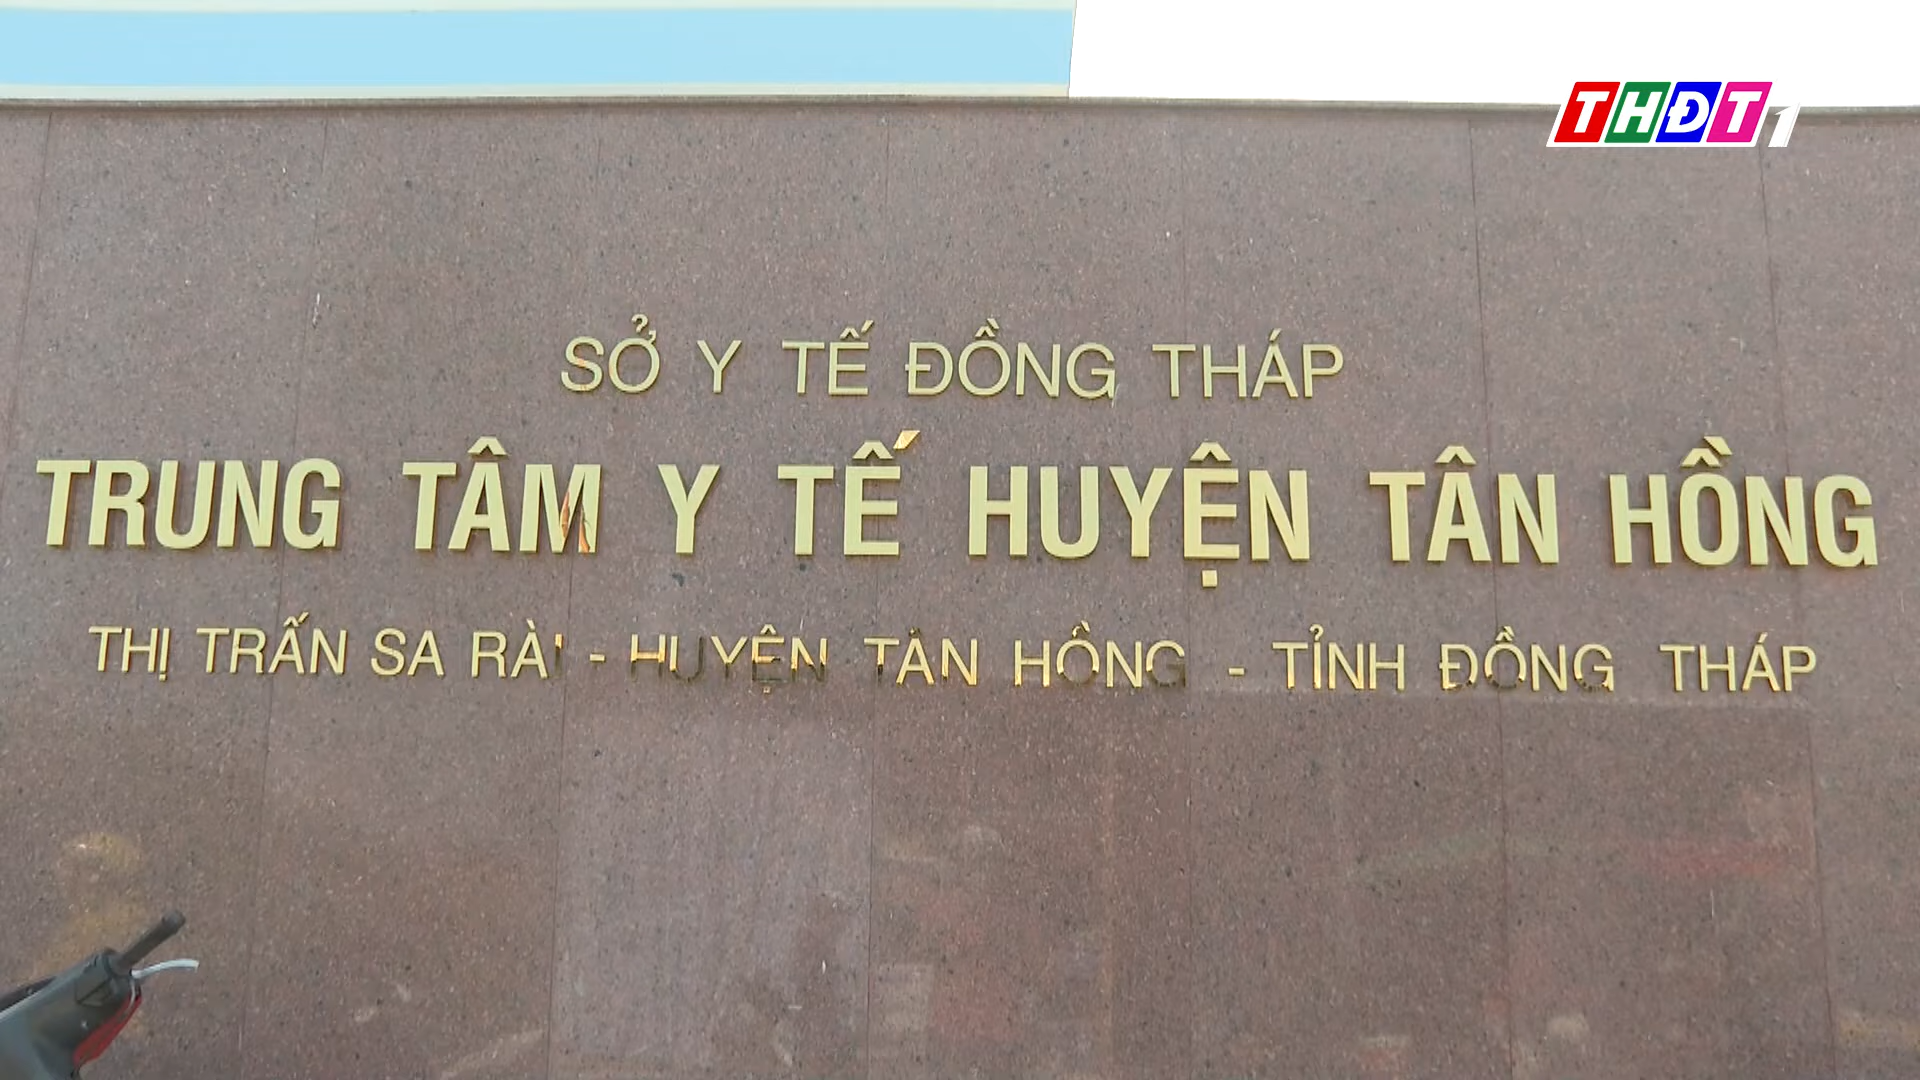 THĐT1
SỞ Y TẾ ĐỒNG THÁP
TRUNG TÂM Y TẾ HUYỆN TÂN HỒNG
THỊ TRẤN SA RÀI - HUYỆN TÂN HỒNG - TỈNH ĐỒNG THÁP